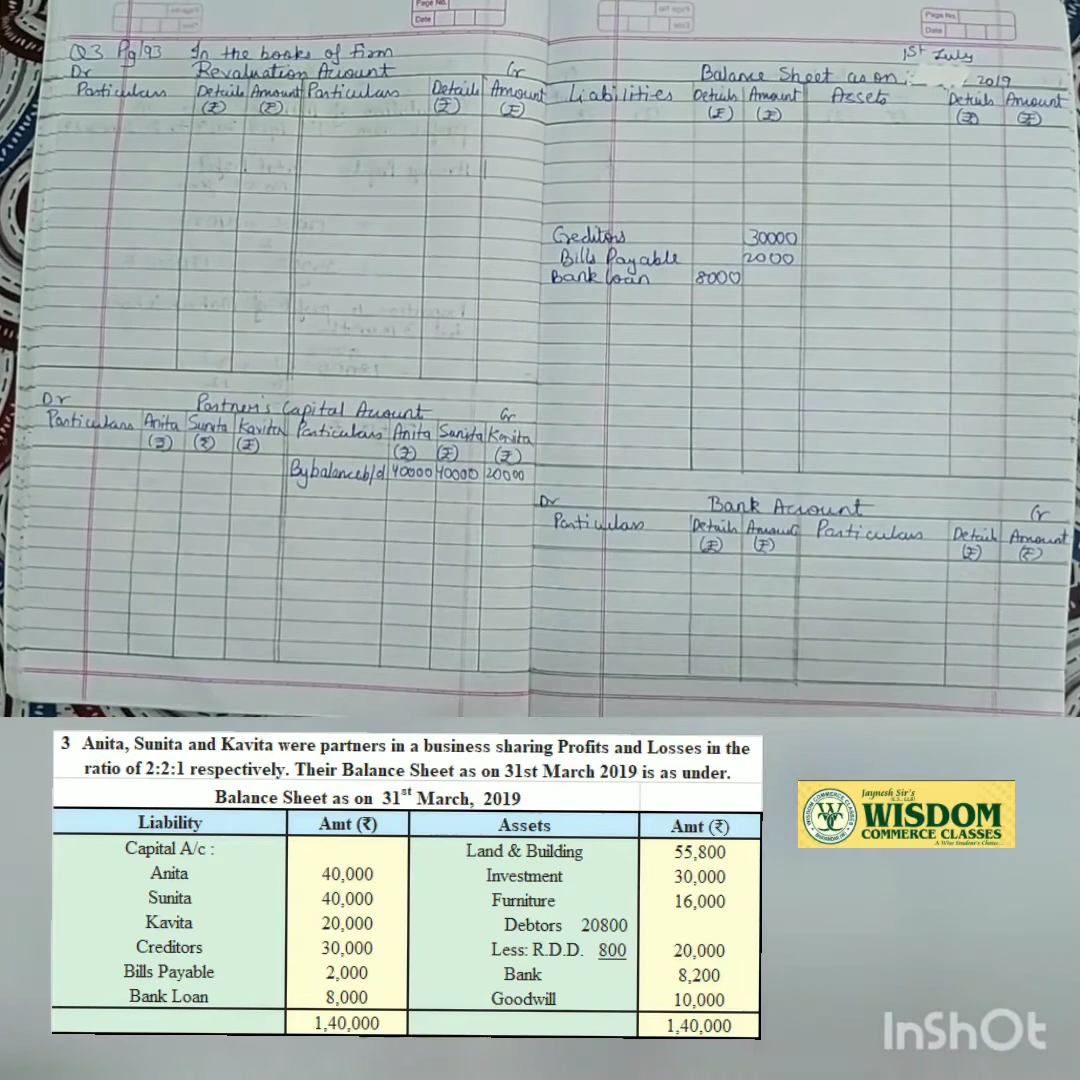 Page No.
Date
Page No.
Date
Q3 Pg/93 In the books of Firm
Dr Revaluation Account Cr
Particulars Details (₹) Amount (₹) Particulars Details (₹) Amount (₹)
1st July
Balance Sheet as on :- 2019
Liabilities Details (₹) Amount (₹) Assets Details (₹) Amount (₹)
Creditors 30000
Bills Payable 2000
Bank loan 8000
Dr Partner's Capital Account Cr
Particulars Anita (₹) Sunita (₹) Kavita (₹) Particulars Anita (₹) Sunita (₹) Kavita (₹)
By balance b/d 40000 40000 20000
Dr Bank Account Cr
Particulars Details (₹) Amount (₹) Particulars Details (₹) Amount (₹)
3 Anita, Sunita and Kavita were partners in a business sharing Profits and Losses in the
ratio of 2:2:1 respectively. Their Balance Sheet as on 31st March 2019 is as under.
Balance Sheet as on 31st March, 2019
Liability Amt (₹) Assets Amt (₹)
Capital A/c : Land & Building 55,800
Anita 40,000 Investment 30,000
Sunita 40,000 Furniture 16,000
Kavita 20,000 Debtors 20800
Creditors 30,000 Less: R.D.D. 800 20,000
Bills Payable 2,000 Bank 8,200
Bank Loan 8,000 Goodwill 10,000
1,40,000 1,40,000
Jaynesh Sir's
WISDOM
COMMERCE CLASSES
A Wise Student's Choice...
InShOt